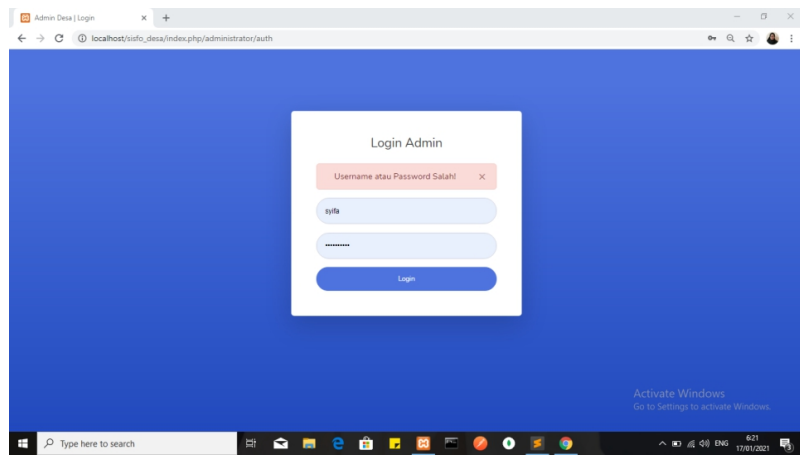 Admin Desa | Login
localhost/sisfo_desa/index.php/administrator/auth
Login Admin
Username atau Password Salah!
syifa
Login
Activate Windows
Go to Settings to activate Windows.
Type here to search
ENG
6:21
17/01/2021